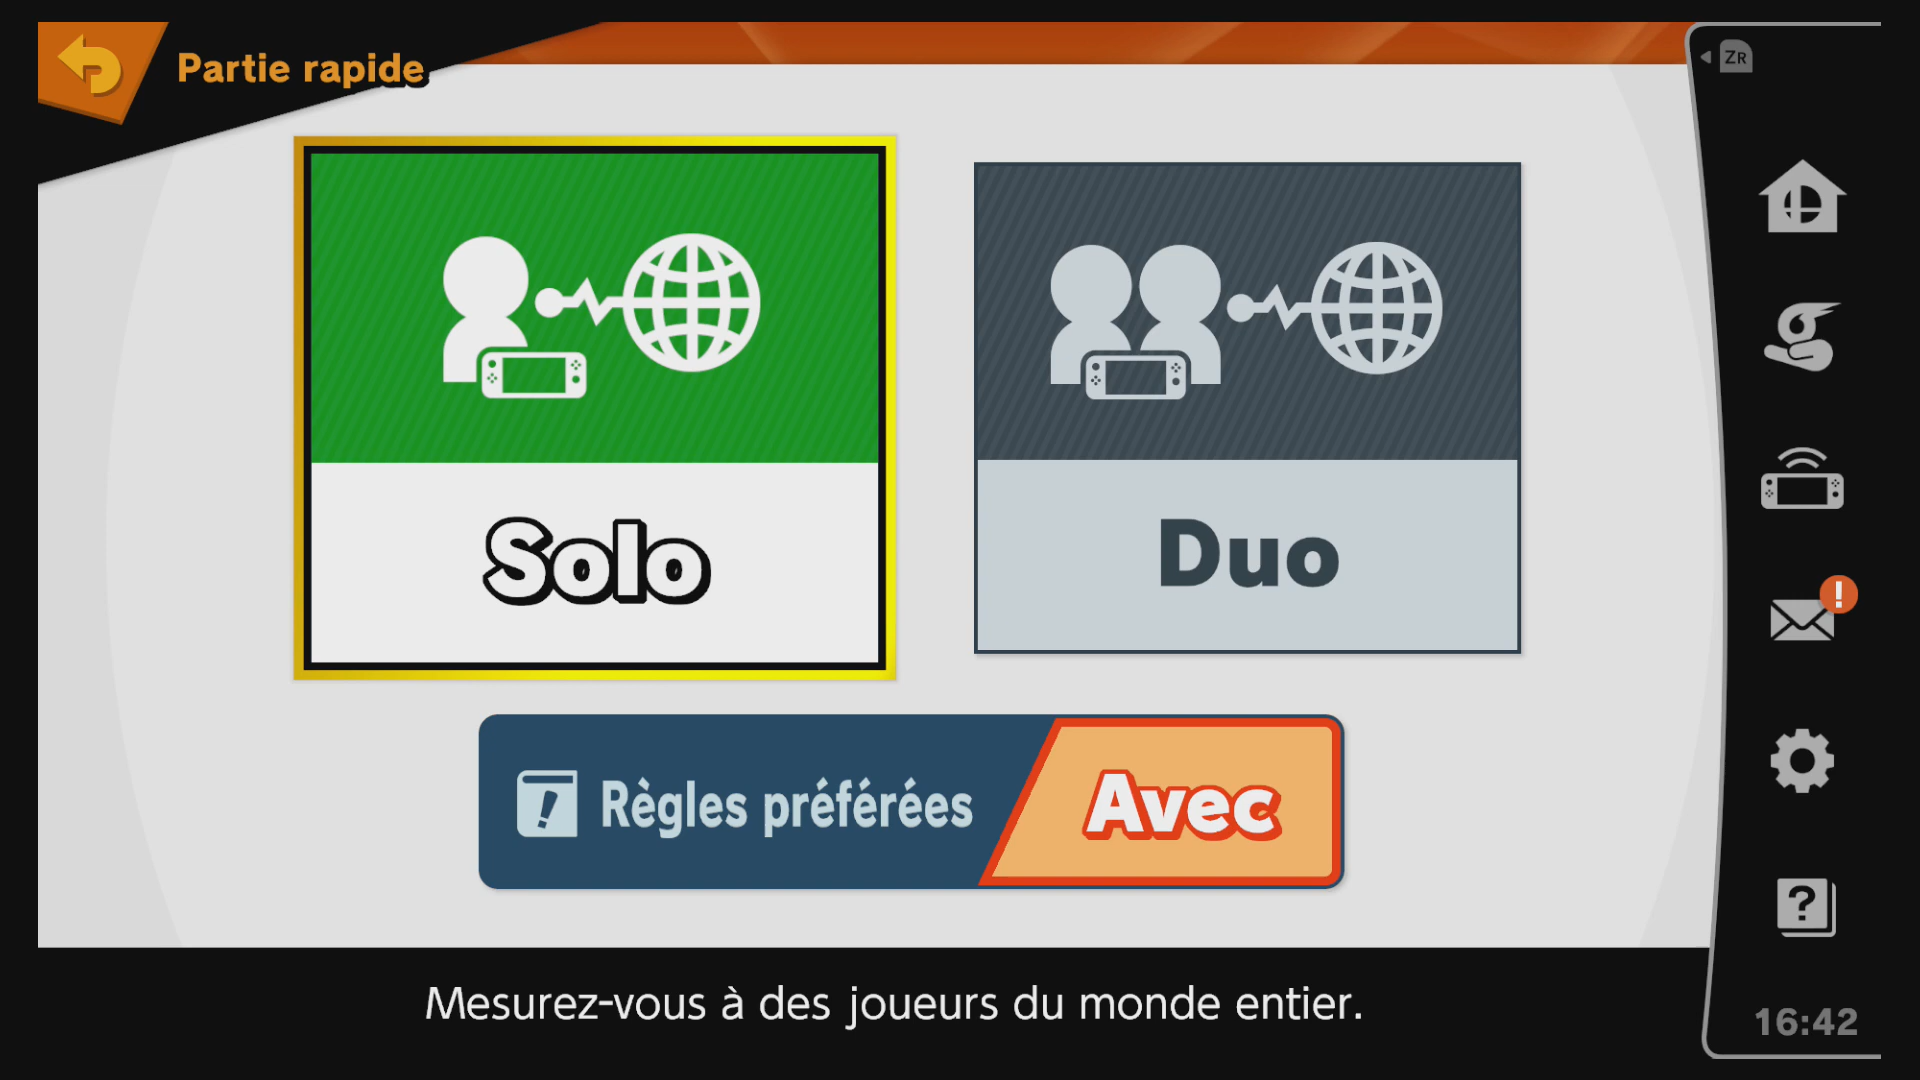 Partie rapide
ZR
Solo
Duo
Règles préférées
Avec
Mesurez-vous à des joueurs du monde entier.
16:42